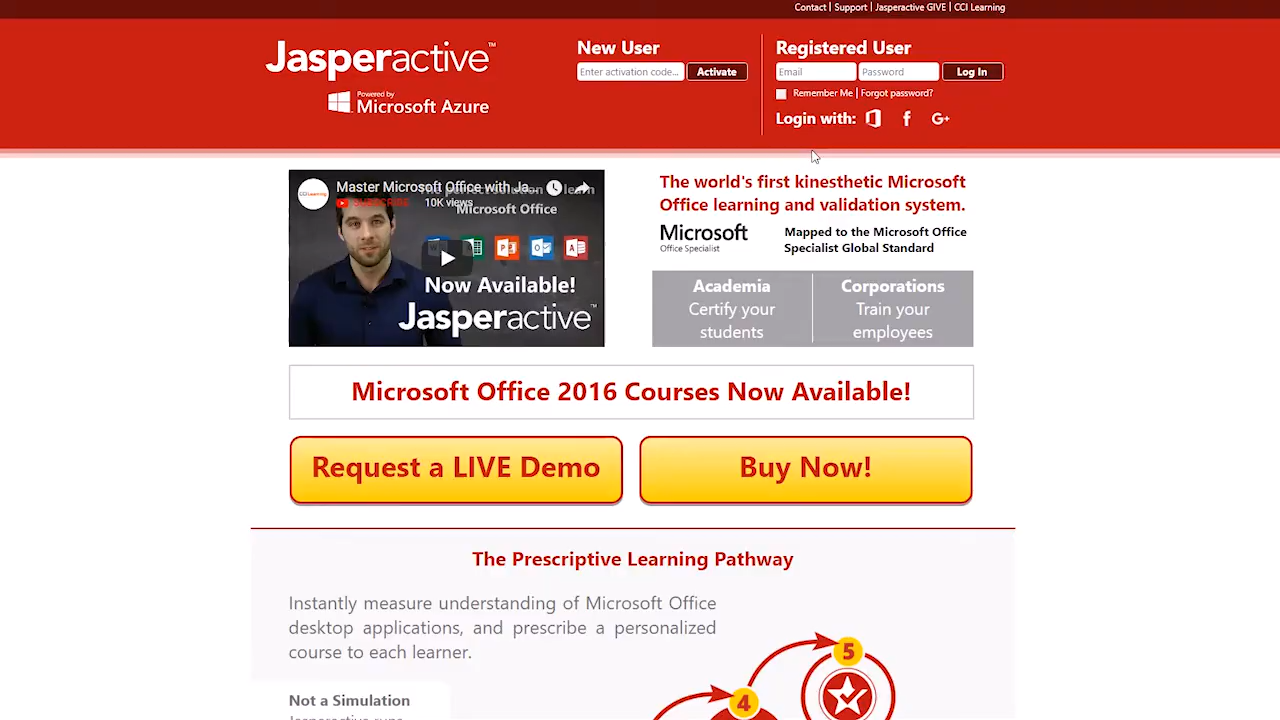 Contact | Support | Jasperactive GIVE | CCI Learning
Jasperactive™
Powered by
Microsoft Azure
New User
Enter activation code...
Activate
Registered User
Email
Password
Log In
Remember Me | Forgot password?
Login with:
G+
CCI Learning
Master Microsoft Office with Ja...
SUBSCRIBE
10K views
Microsoft Office
Now Available!
Jasperactive™
The world's first kinesthetic Microsoft
Office learning and validation system.
Microsoft
Office Specialist
Mapped to the Microsoft Office
Specialist Global Standard
Academia
Certify your
students
Corporations
Train your
employees
Microsoft Office 2016 Courses Now Available!
Request a LIVE Demo
Buy Now!
The Prescriptive Learning Pathway
Instantly measure understanding of Microsoft Office
desktop applications, and prescribe a personalized
course to each learner.
5
4
Not a Simulation